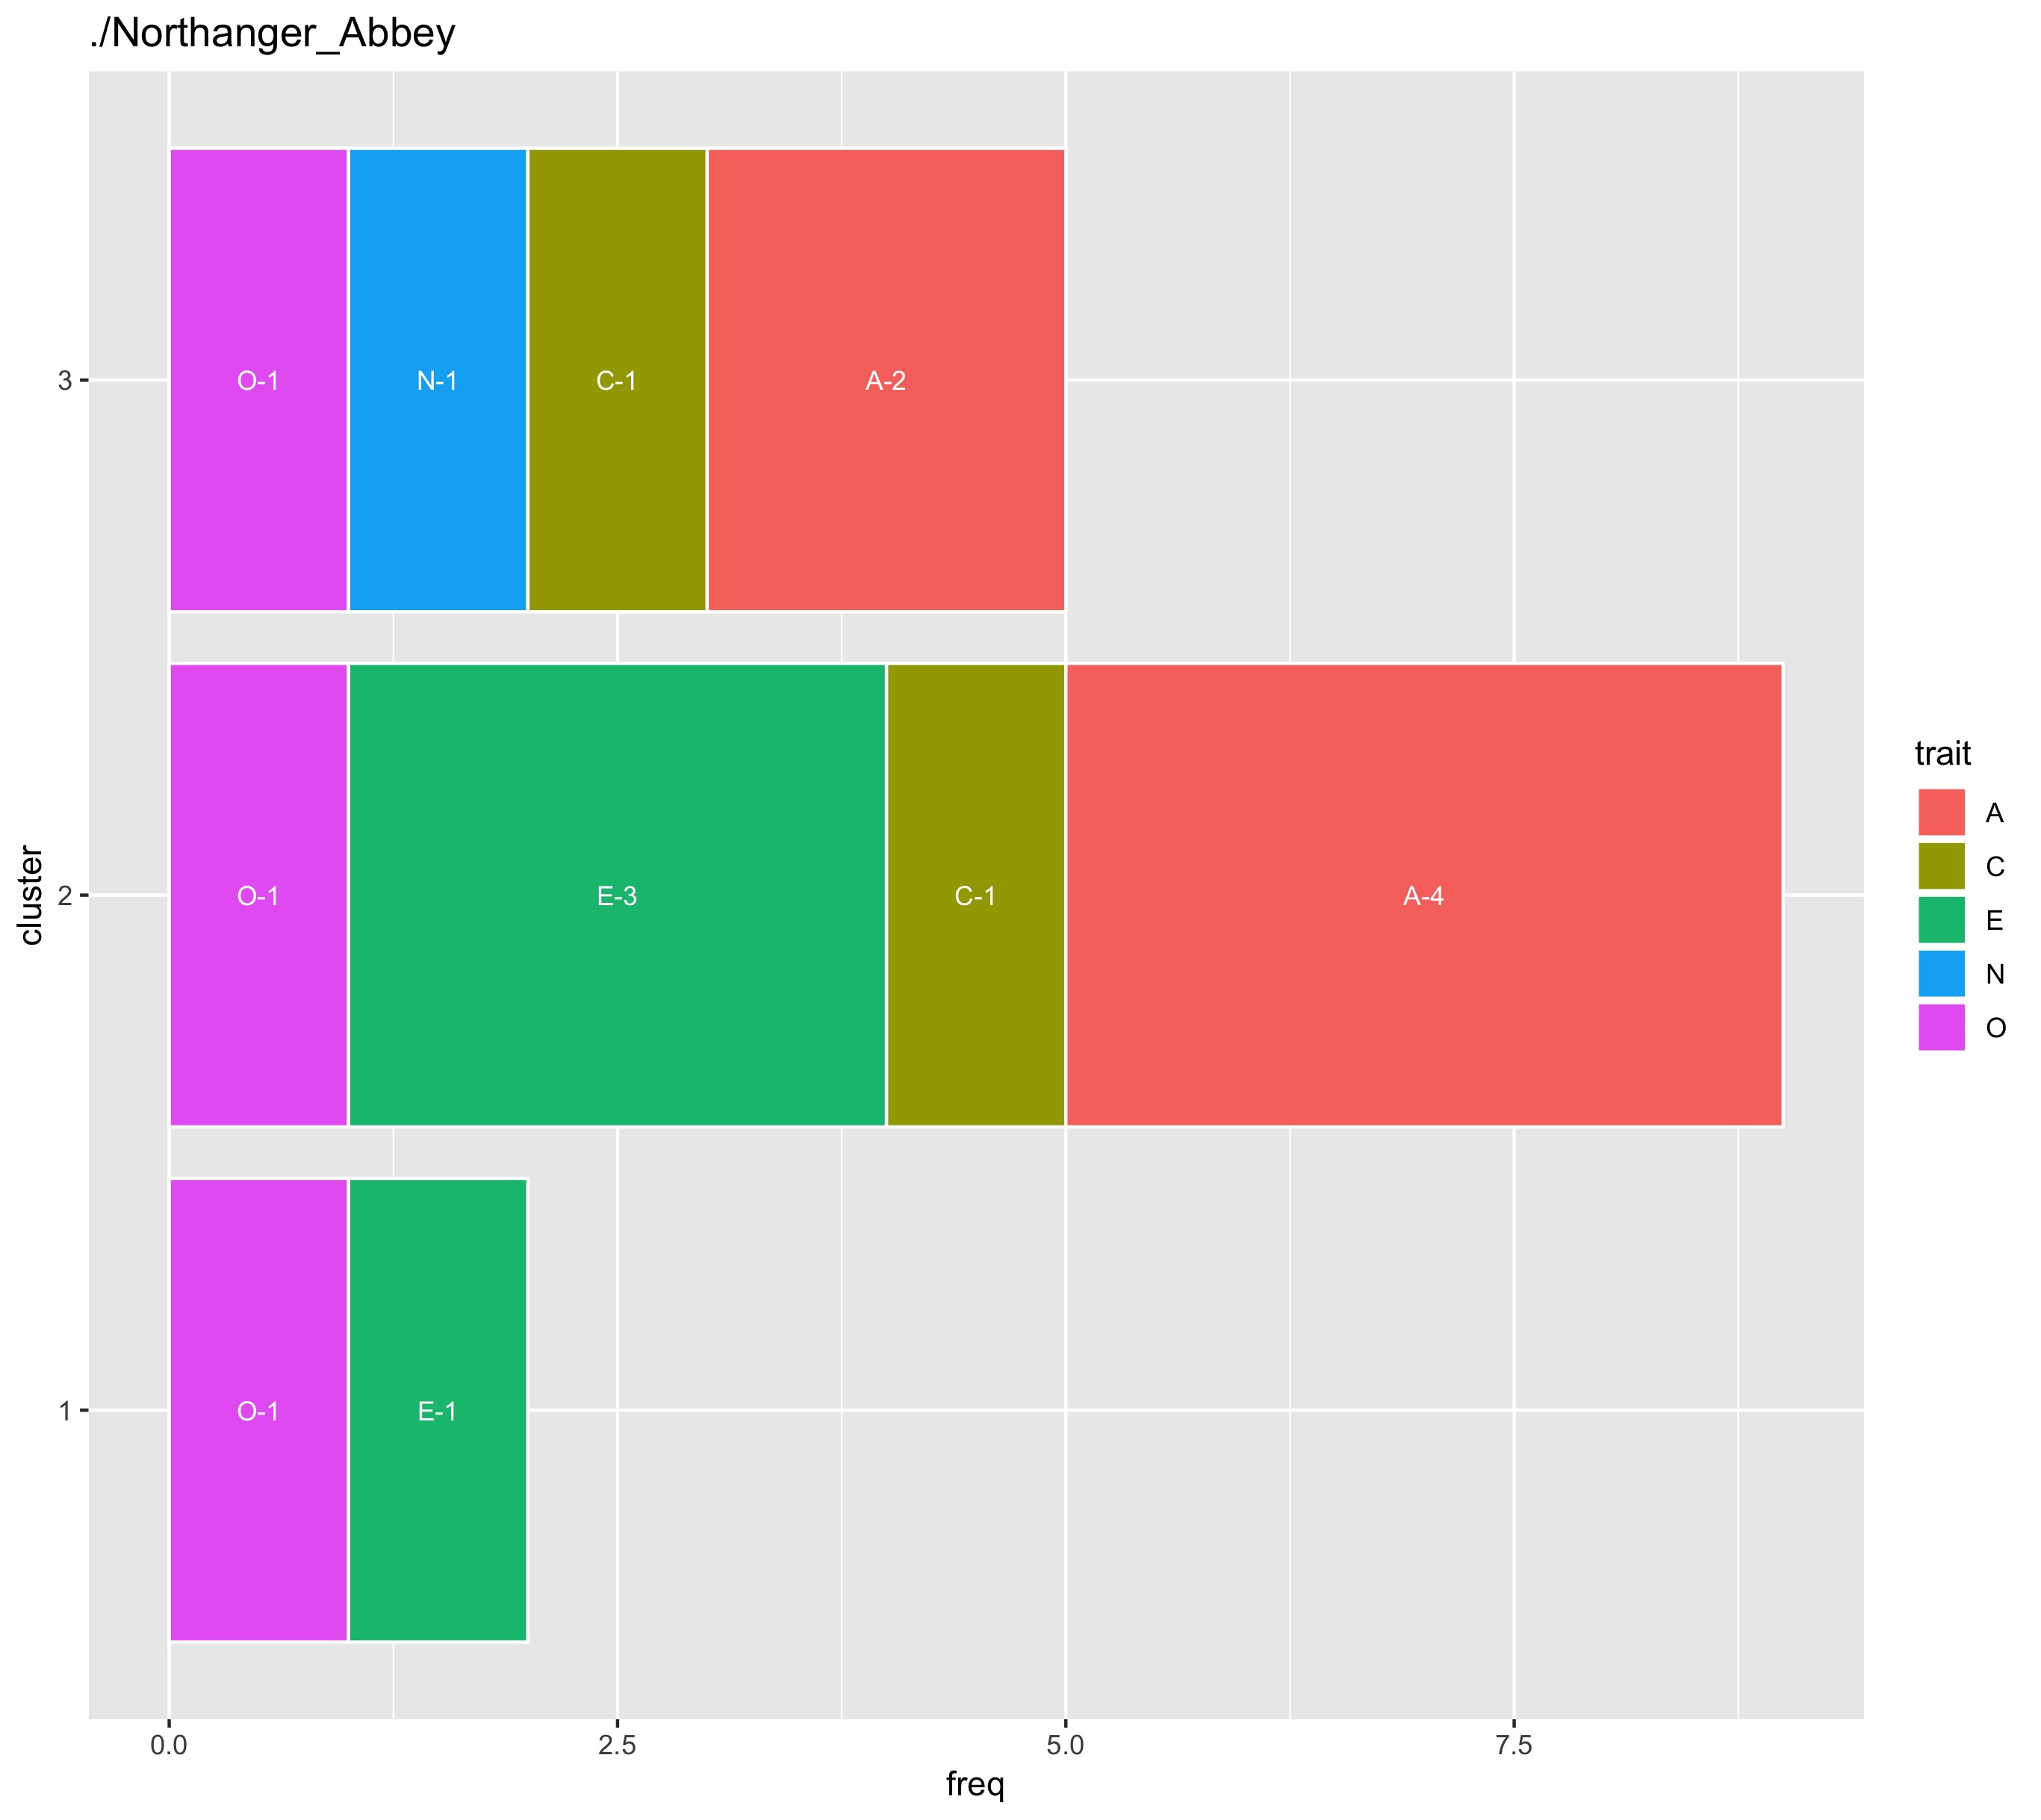 ./Northanger_Abbey
3
O-1
N-1
C-1
A-2
2
O-1
E-3
C-1
A-4
1
O-1
E-1
cluster
0.0
2.5
5.0
7.5
freq
trait
A
C
E
N
O